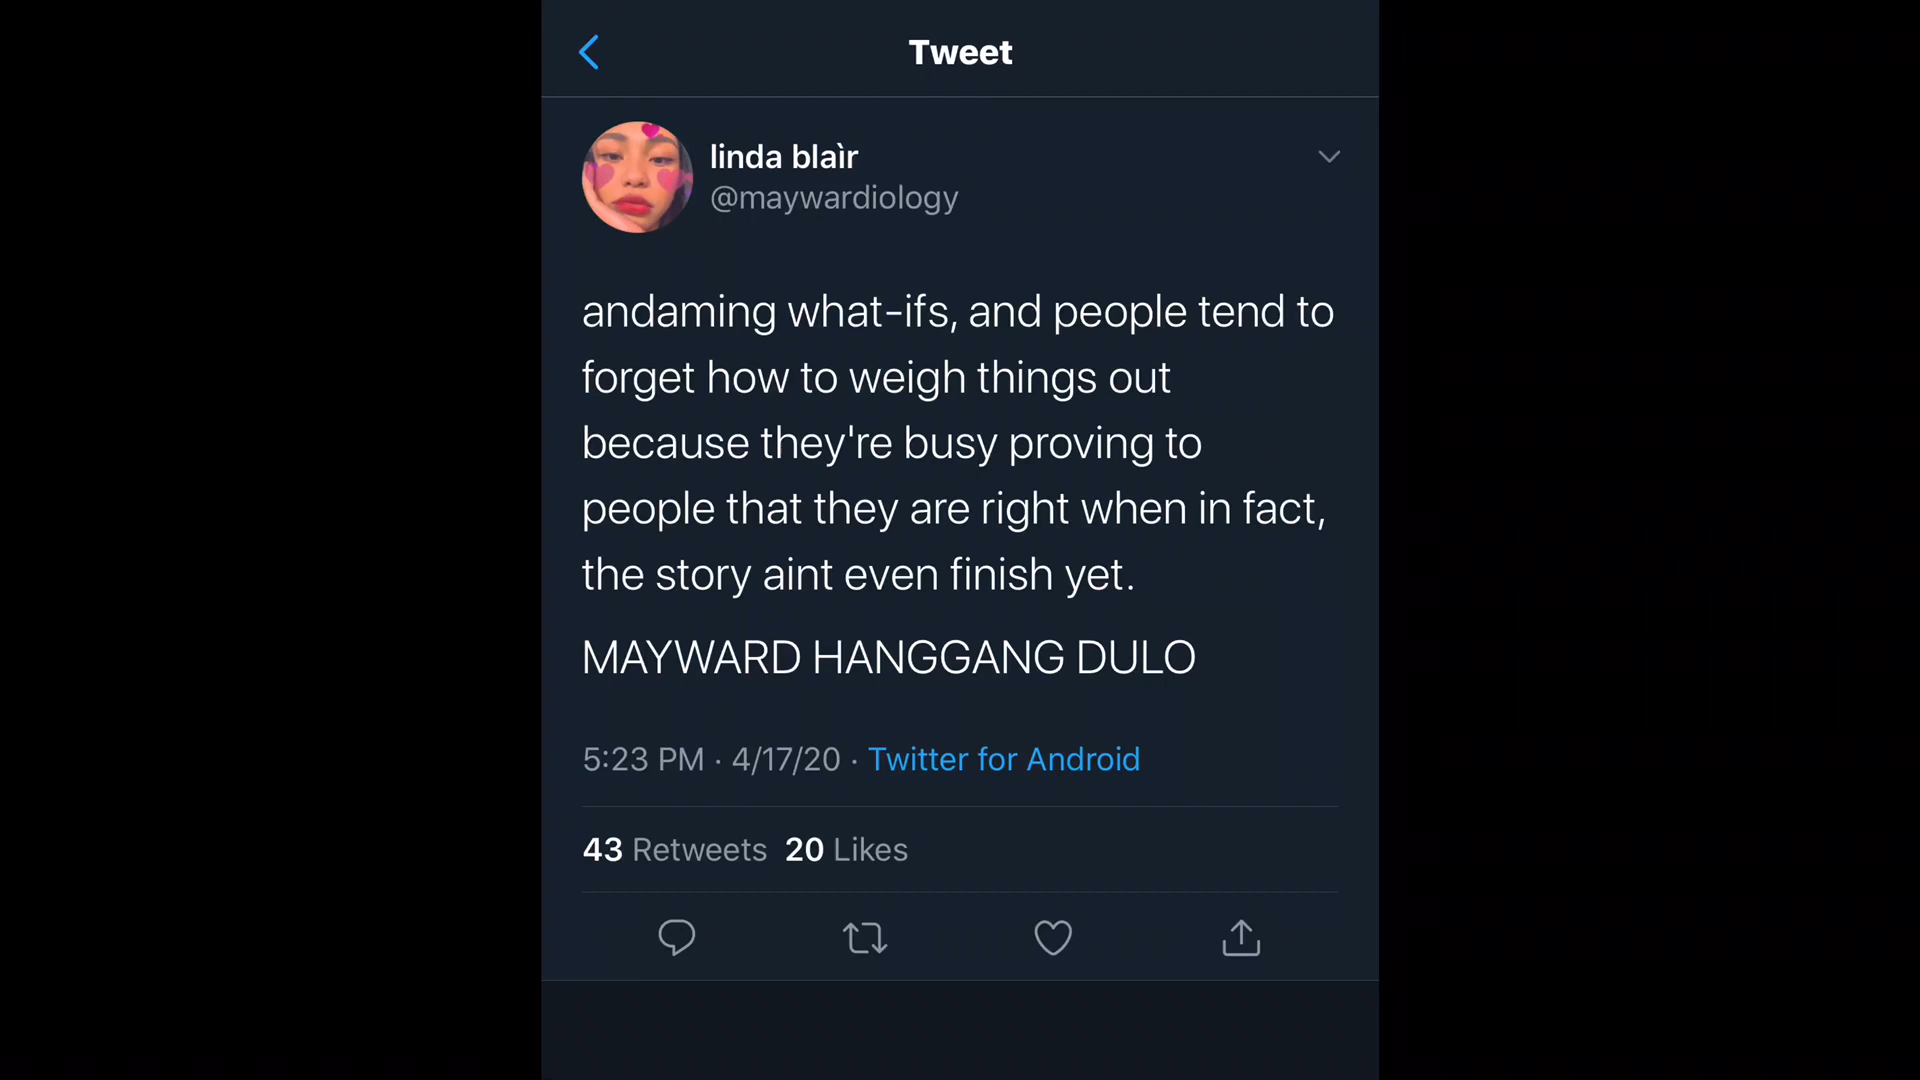 Tweet
linda blaìr
@maywardiology
andaming what-ifs, and people tend to
forget how to weigh things out
because they're busy proving to
people that they are right when in fact,
the story aint even finish yet.
MAYWARD HANGGANG DULO
5:23 PM · 4/17/20 · Twitter for Android
43 Retweets 20 Likes